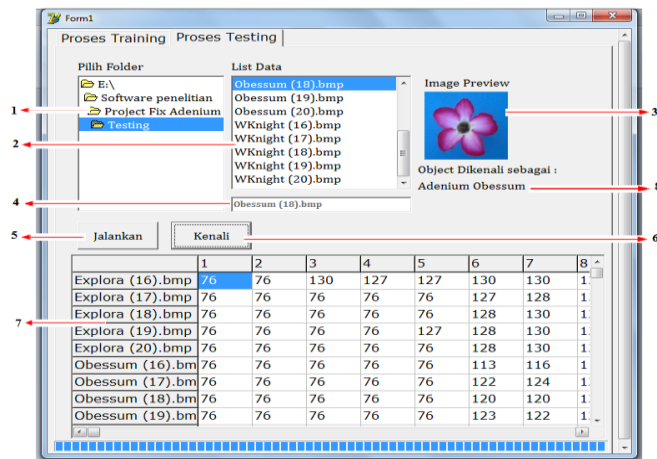 Form1
Proses Training
Proses Testing
Pilih Folder
E:\
Software penelitian
Project Fix Adenium
Testing
List Data
Obessum (18).bmp
Obessum (19).bmp
Obessum (20).bmp
WKnight (16).bmp
WKnight (17).bmp
WKnight (18).bmp
WKnight (19).bmp
WKnight (20).bmp
Obessum (18).bmp
Image Preview
Object Dikenali sebagai :
Adenium Obessum
1
2
3
4
5
6
7
Jalankan
Kenali
1 2 3 4 5 6 7 8
Explora (16).bmp 76 76 130 127 127 130 130
Explora (17).bmp 76 76 76 76 76 127 128
Explora (18).bmp 76 76 76 76 76 128 130
Explora (19).bmp 76 76 76 76 127 128 130
Explora (20).bmp 76 76 76 76 76 128 130
Obessum (16).bm 76 76 76 76 76 113 116
Obessum (17).bm 76 76 76 76 76 122 124
Obessum (18).bm 76 76 76 76 76 120 120
Obessum (19).bm 76 76 76 76 76 123 122